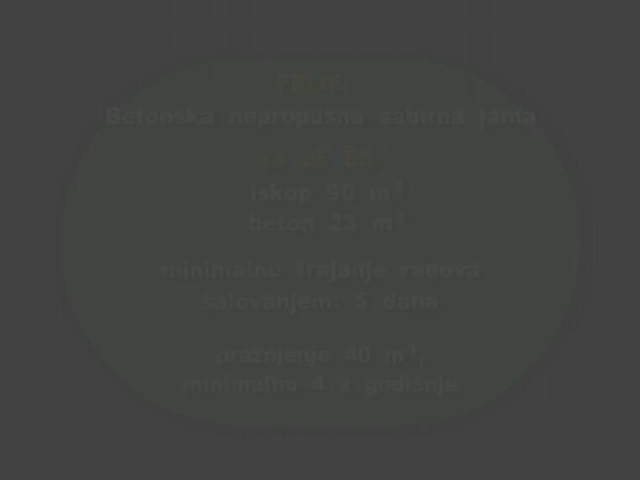 Betonska nepropusna sabirna jama
iskop 90 m³
beton 23 m³
minimalno trajanje radova
šalovanjem: 5 dana
pražnjenje 40 m³,
minimalno 4 x godišnje